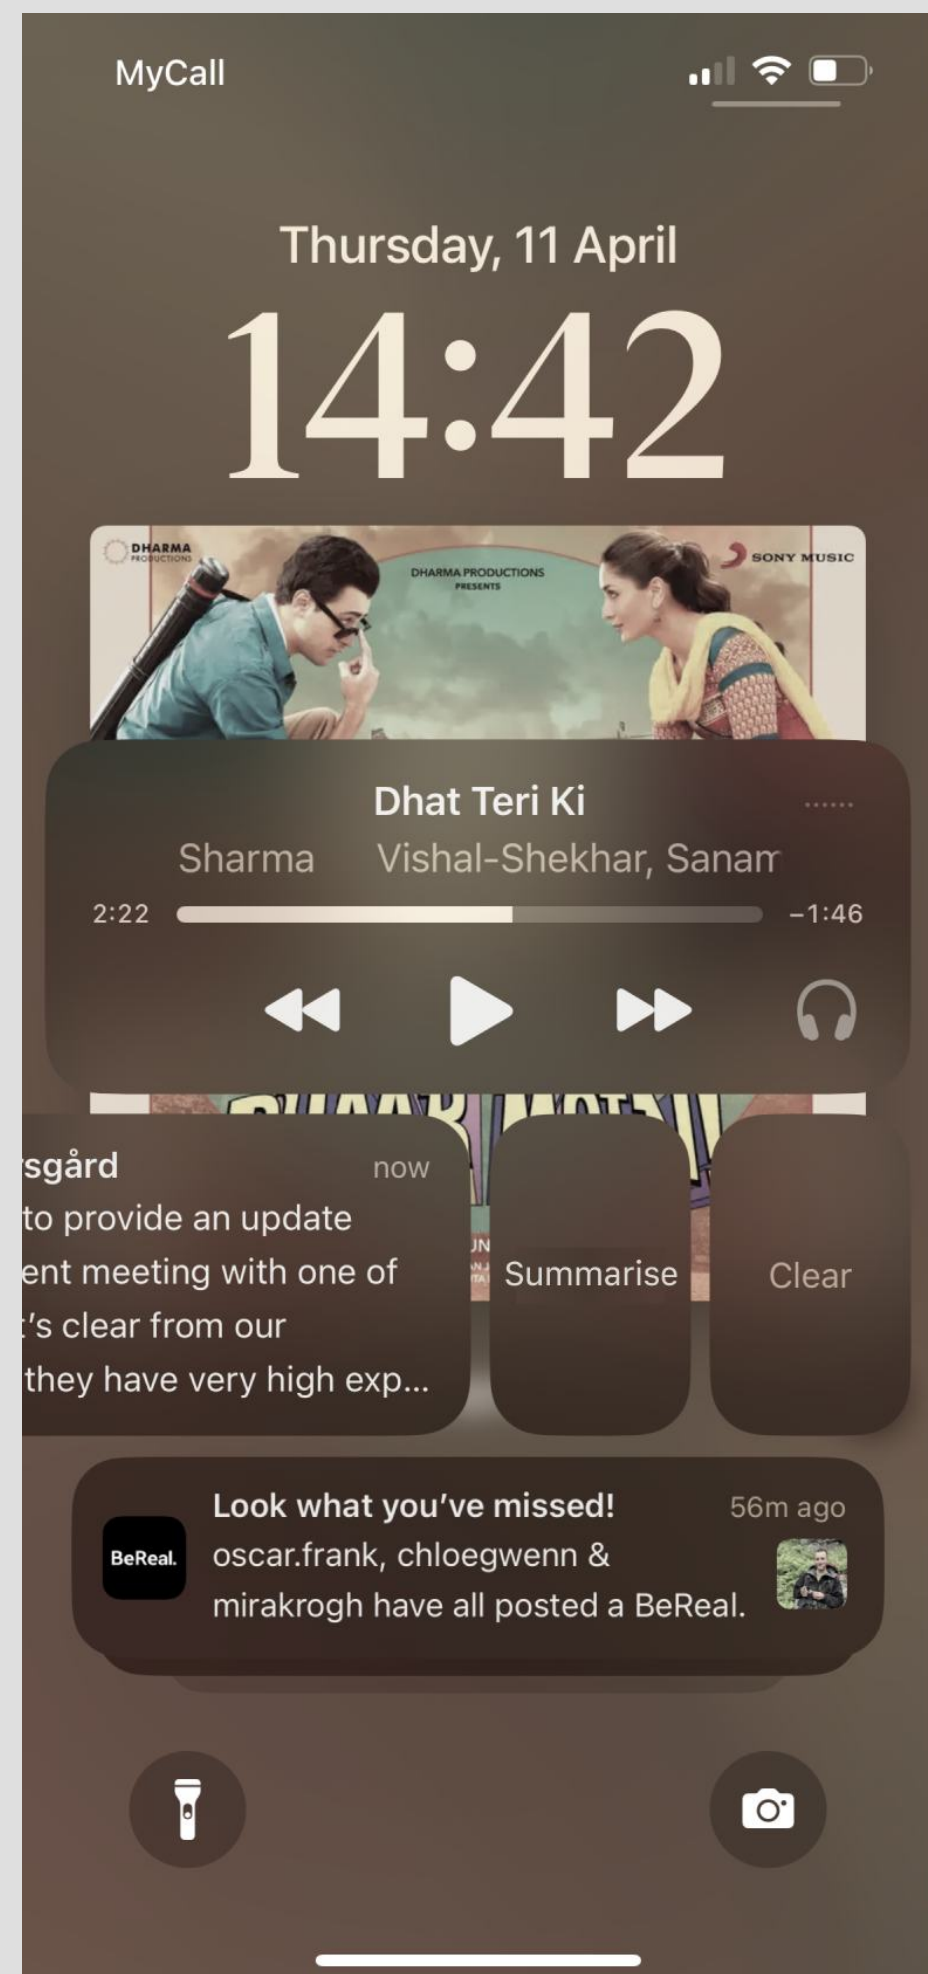 MyCall
Thursday, 11 April
14:42
DHARMA
PRODUCTIONS
DHARMA PRODUCTIONS
PRESENTS
SONY MUSIC
Dhat Teri Ki
Sharma Vishal-Shekhar, Sanam
2:22
−1:46
rsgård
now
to provide an update
ent meeting with one of
t’s clear from our
they have very high exp...
Summarise
Clear
Look what you’ve missed!
56m ago
BeReal.
oscar.frank, chloegwenn &
mirakrogh have all posted a BeReal.